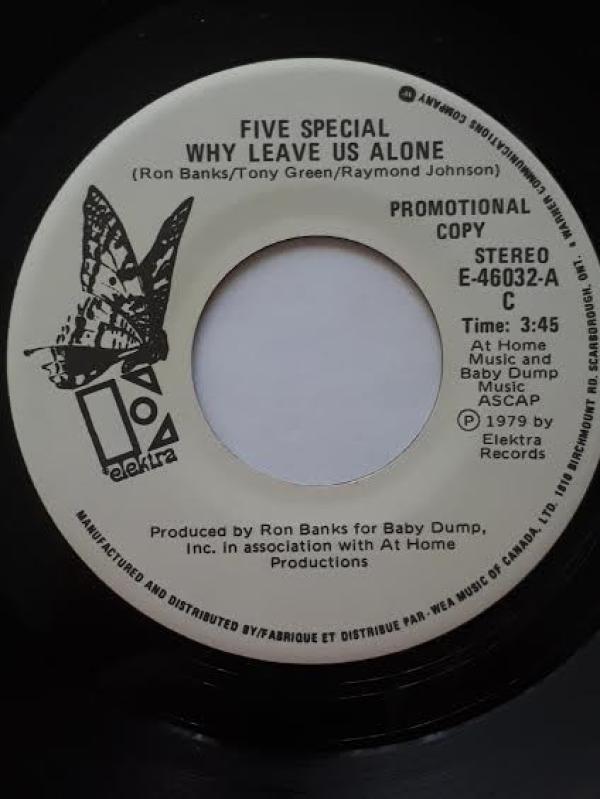 FIVE SPECIAL
WHY LEAVE US ALONE
(Ron Banks/Tony Green/Raymond Johnson)
PROMOTIONAL
COPY
STEREO
E-46032-A
C
Time: 3:45
At Home
Music and
Baby Dump
Music
ASCAP
Ⓟ 1979 by
Elektra
Records
elektra
Produced by Ron Banks for Baby Dump,
Inc. in association with At Home
Productions
MANUFACTURED AND DISTRIBUTED BY/FABRIQUE ET DISTRIBUE PAR - WEA MUSIC OF CANADA, LTD. 1810 BIRCHMOUNT RD. SCARBOROUGH, ONT. A WARNER COMMUNICATIONS COMPANY